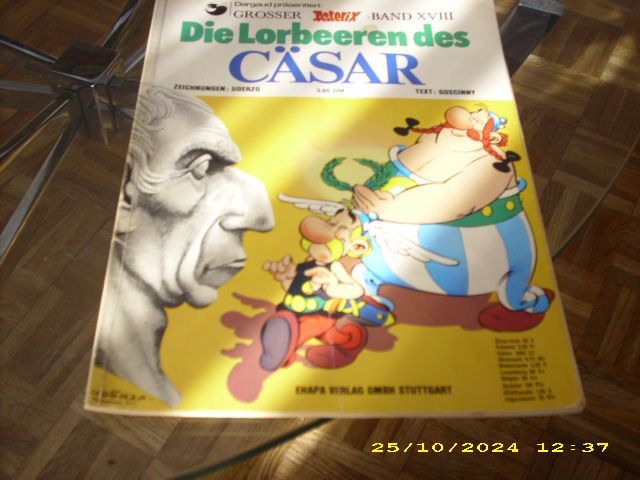 Dargaud präsentiert:
GROSSER Asterix -BAND XVIII
Die Lorbeeren des
CÄSAR
ZEICHNUNGEN: UDERZO
TEXT: GOSCINNY
EHAPA VERLAG GMBH STUTTGART
25/10/2024 12:37